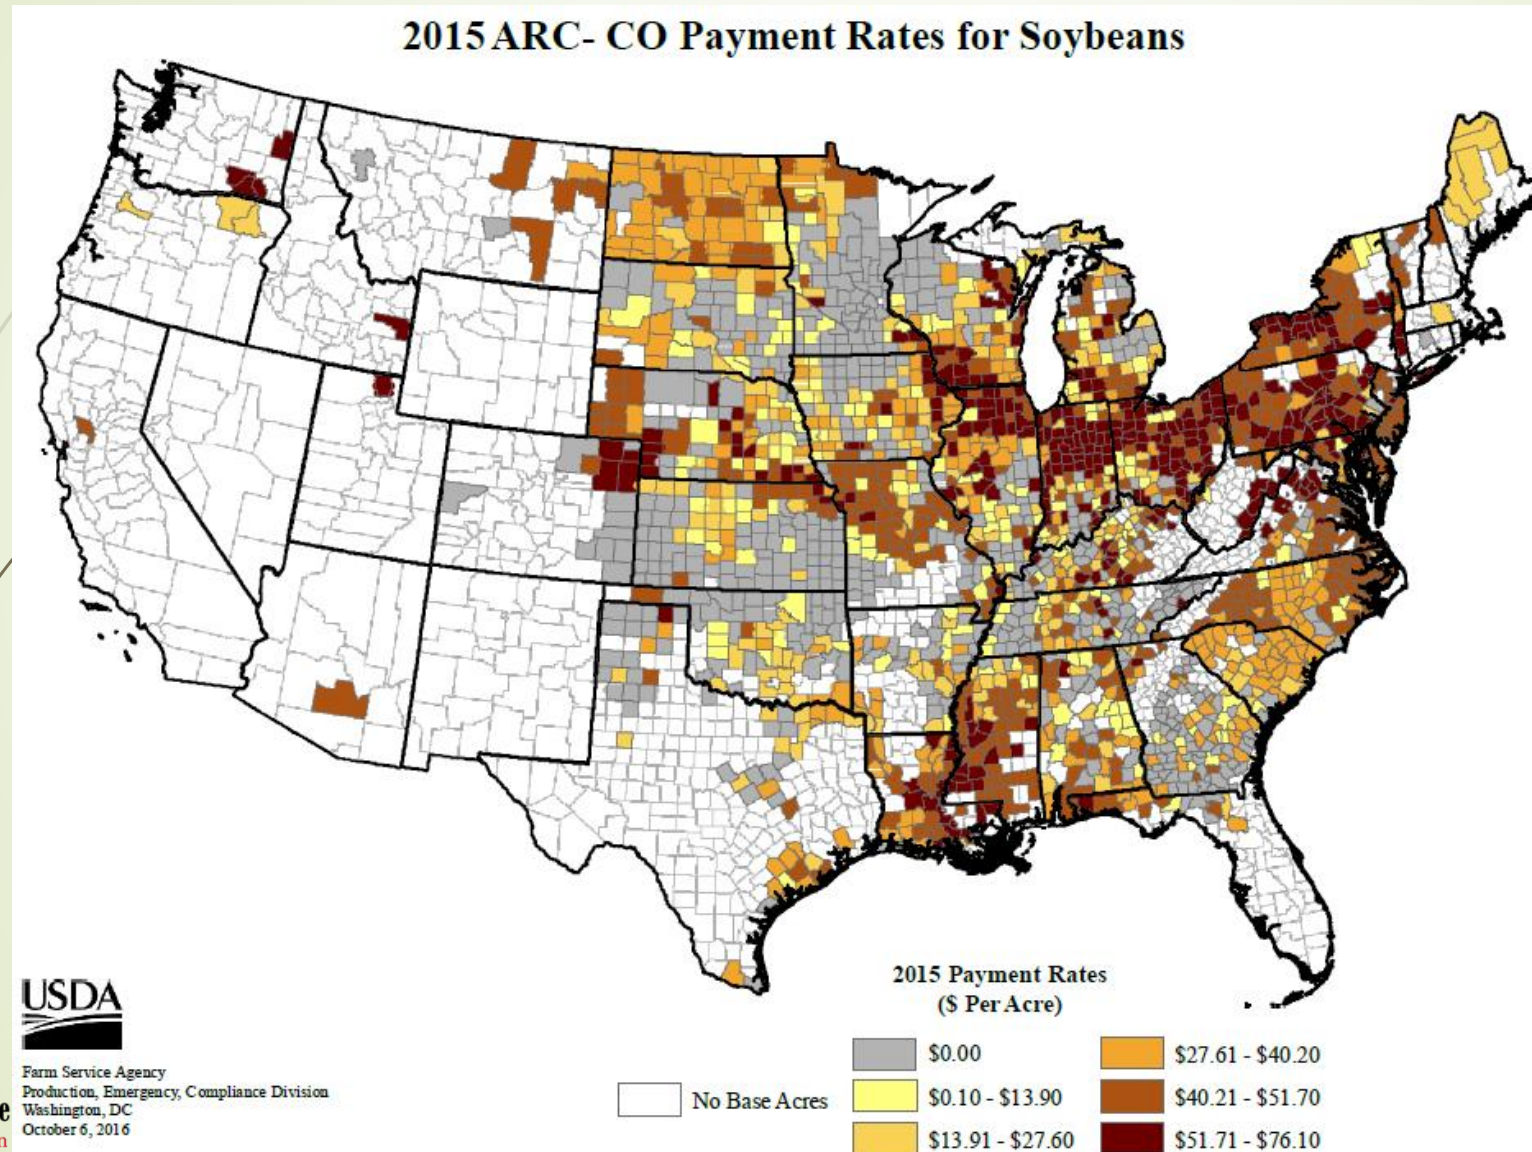 2015 ARC- CO Payment Rates for Soybeans
USDA
Farm Service Agency
Production, Emergency, Compliance Division
Washington, DC
October 6, 2016
e
n
2015 Payment Rates
($ Per Acre)
No Base Acres
$0.00
$0.10 - $13.90
$13.91 - $27.60
$27.61 - $40.20
$40.21 - $51.70
$51.71 - $76.10